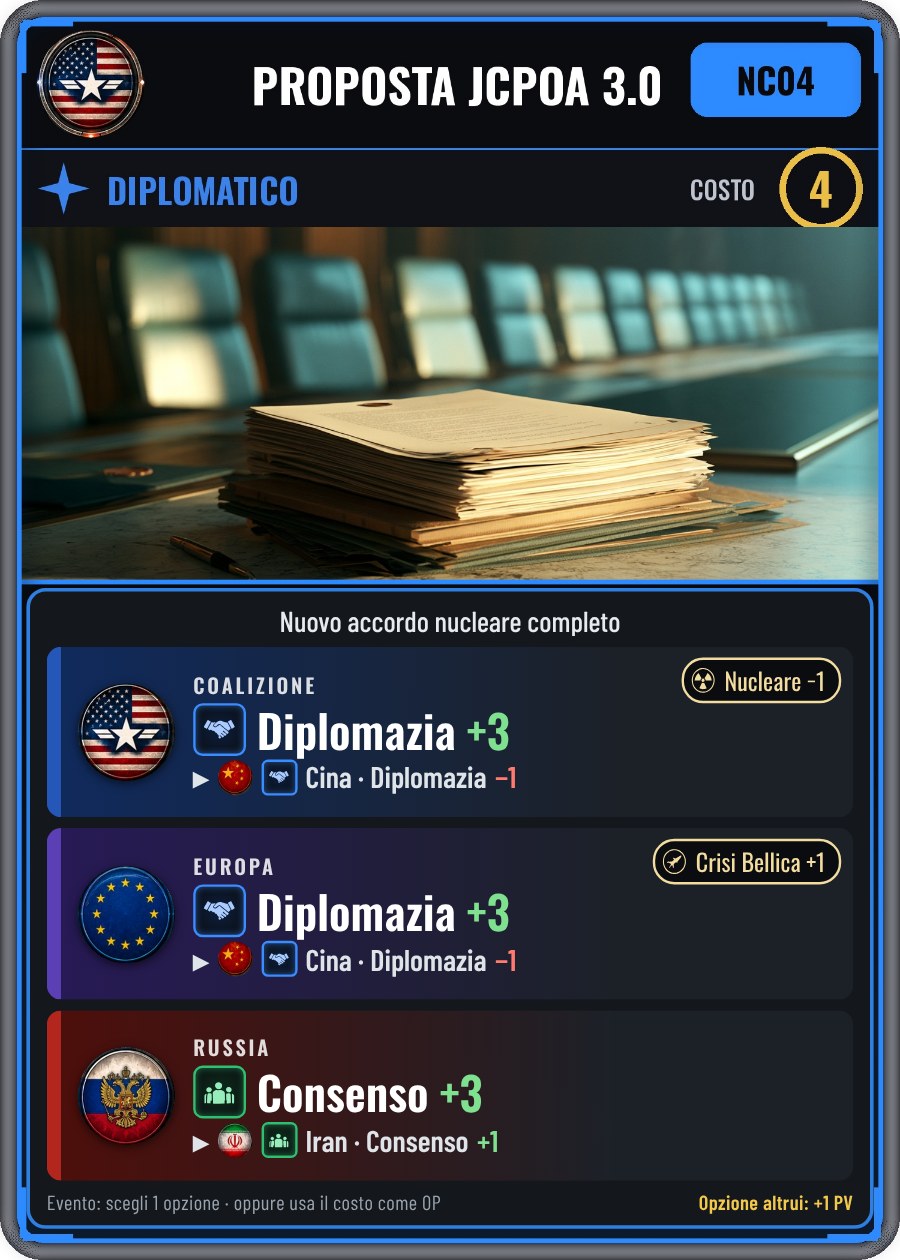 PROPOSTA JCPOA 3.0
NC04
DIPLOMATICO
COSTO
4
Nuovo accordo nucleare completo
COALIZIONE
Nucleare −1
Diplomazia +3
▶ Cina · Diplomazia −1
EUROPA
Crisi Bellica +1
Diplomazia +3
▶ Cina · Diplomazia −1
RUSSIA
Consenso +3
▶ Iran · Consenso +1
Evento: scegli 1 opzione · oppure usa il costo come OP
Opzione altrui: +1 PV